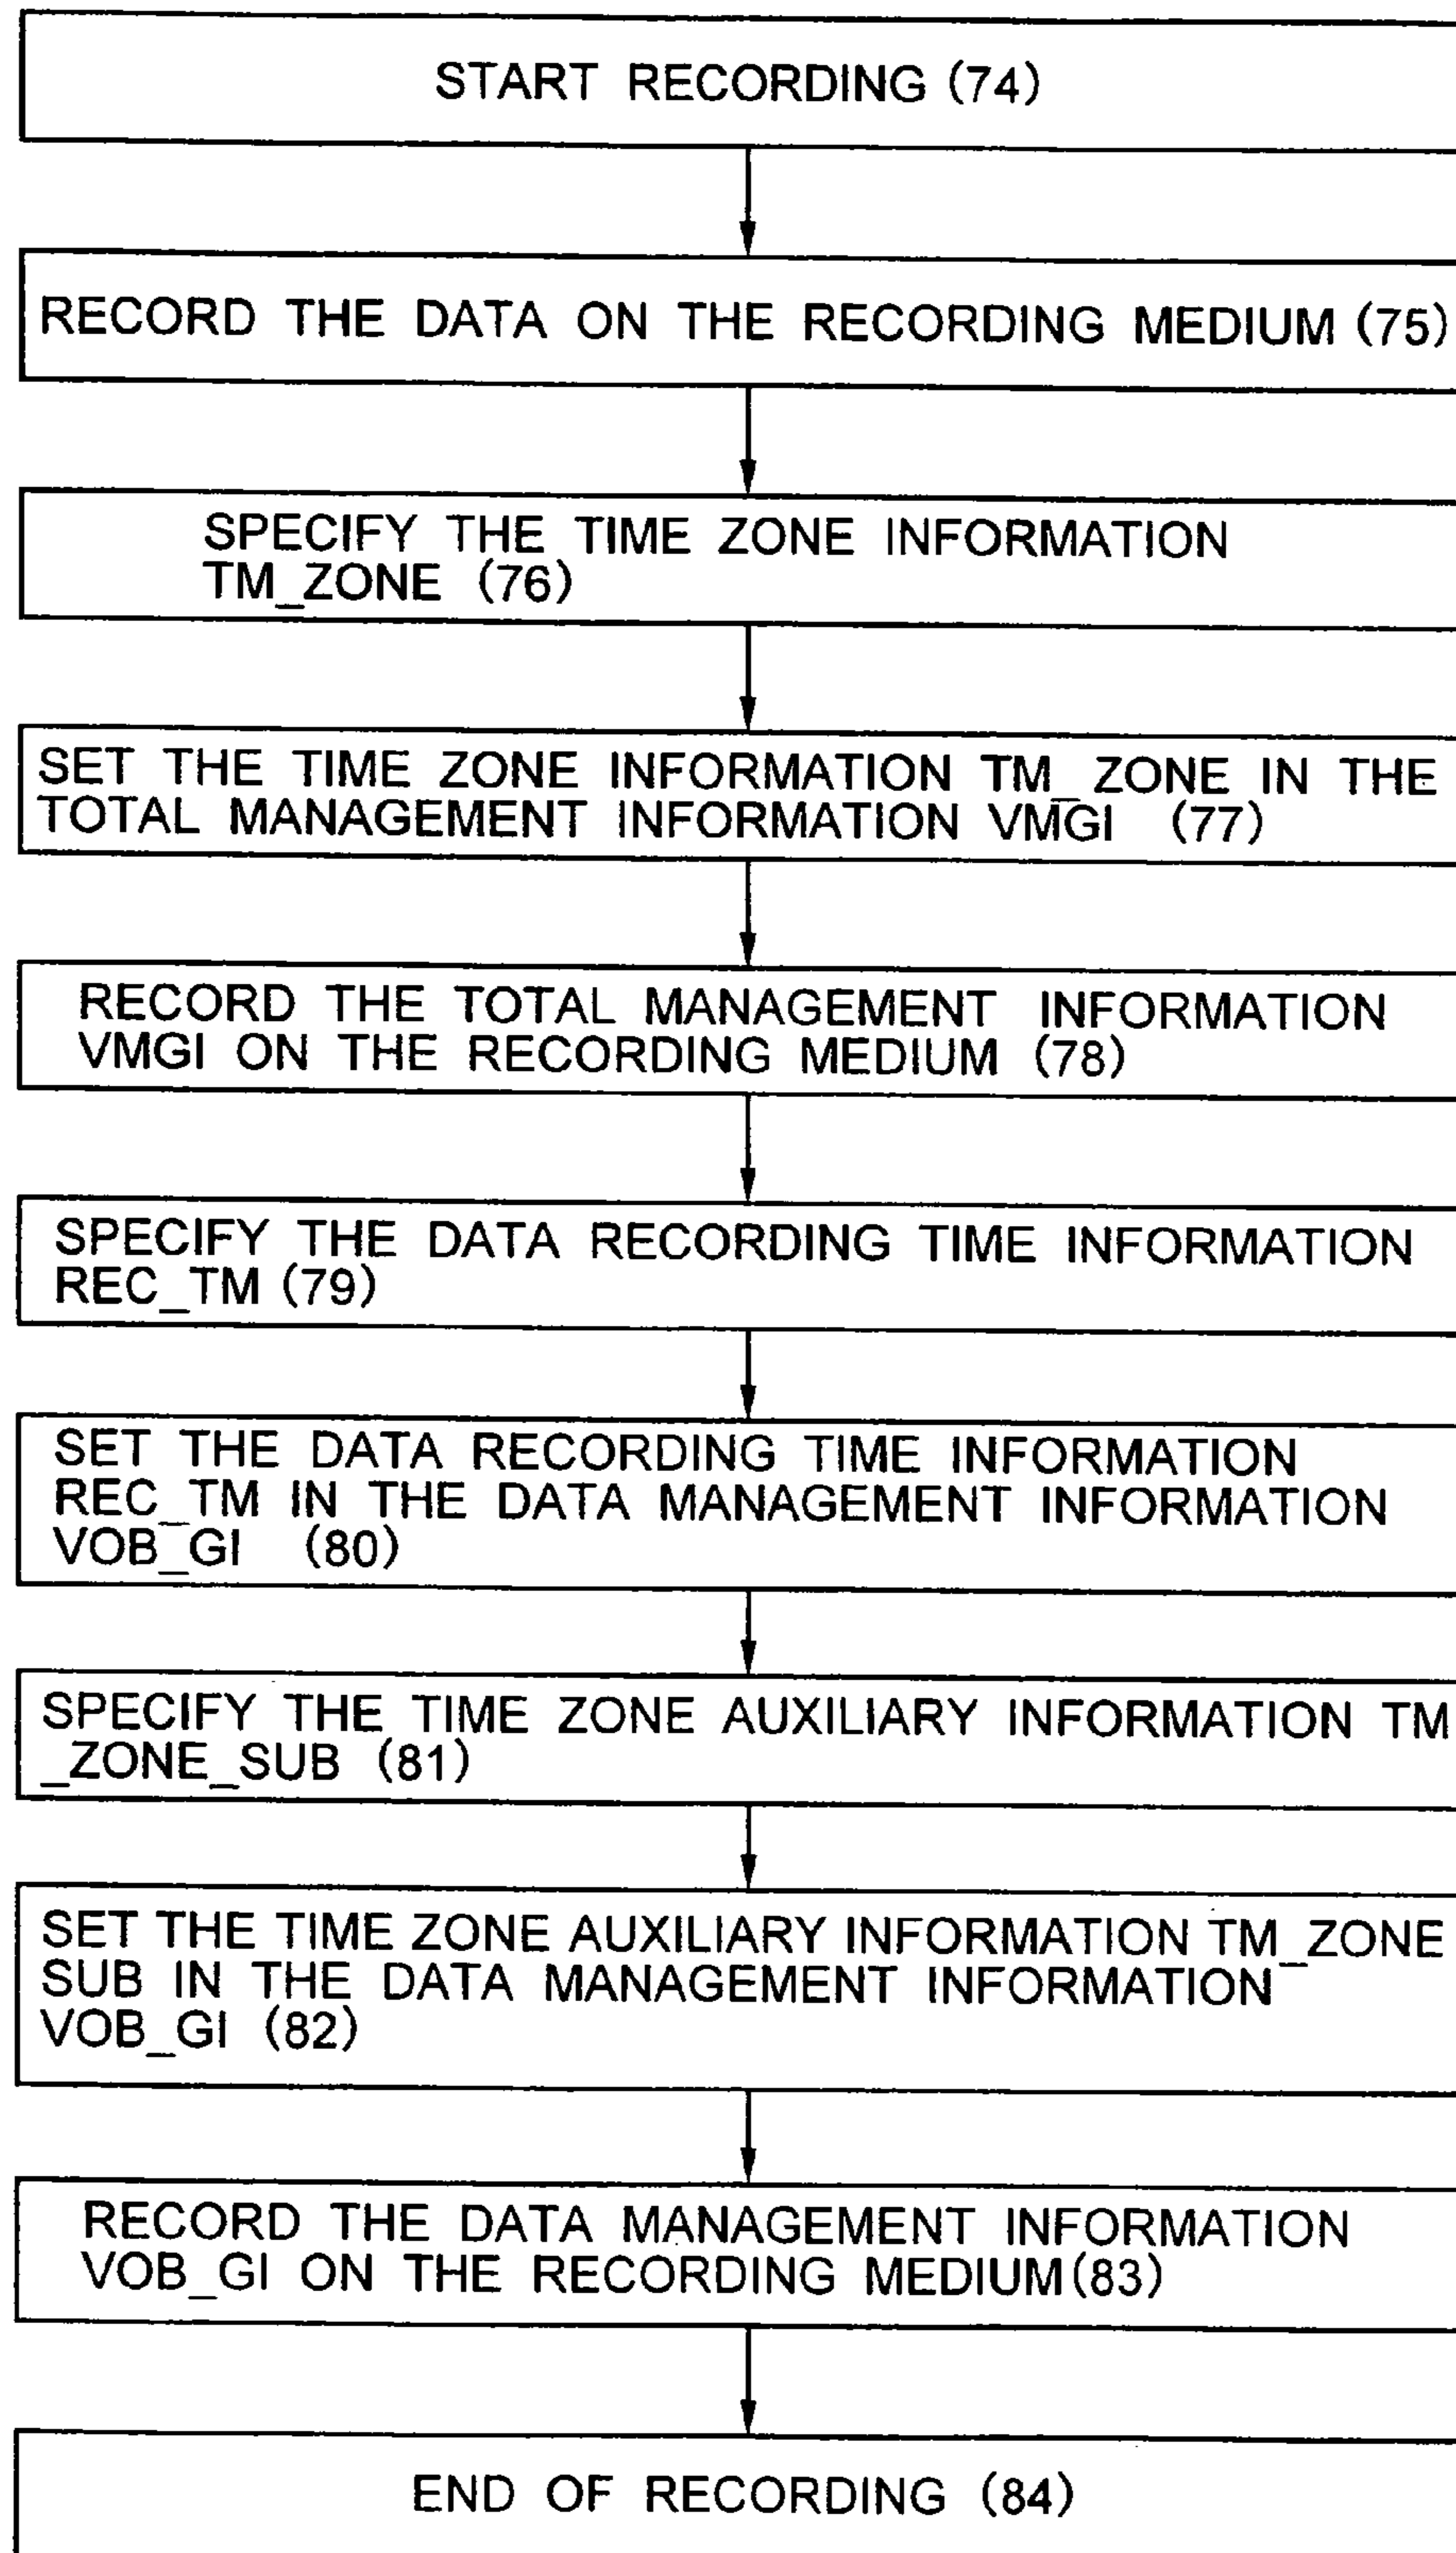 START RECORDING (74)
RECORD THE DATA ON THE RECORDING MEDIUM (75)
SPECIFY THE TIME ZONE INFORMATION
TM_ZONE (76)
SET THE TIME ZONE INFORMATION TM_ ZONE IN THE
TOTAL MANAGEMENT INFORMATION VMGI (77)
RECORD THE TOTAL MANAGEMENT INFORMATION
VMGI ON THE RECORDING MEDIUM (78)
SPECIFY THE DATA RECORDING TIME INFORMATION
REC_TM (79)
SET THE DATA RECORDING TIME INFORMATION
REC_TM IN THE DATA MANAGEMENT INFORMATION
VOB_GI (80)
SPECIFY THE TIME ZONE AUXILIARY INFORMATION TM
_ZONE_SUB (81)
SET THE TIME ZONE AUXILIARY INFORMATION TM_ZONE
SUB IN THE DATA MANAGEMENT INFORMATION
VOB_GI (82)
RECORD THE DATA MANAGEMENT INFORMATION
VOB_GI ON THE RECORDING MEDIUM(83)
END OF RECORDING (84)